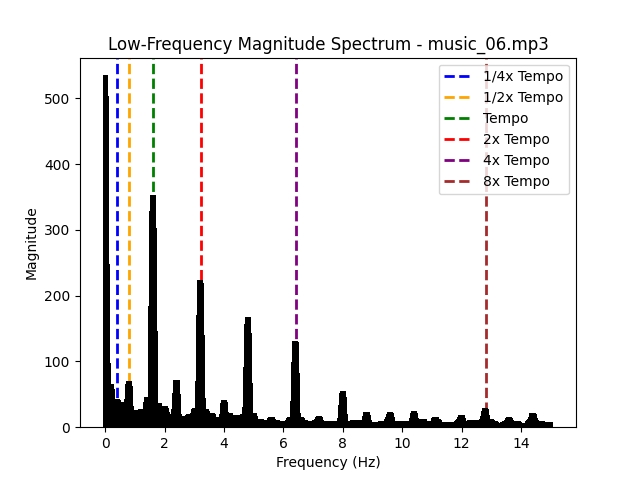 Low-Frequency Magnitude Spectrum - music_06.mp3
1/4x Tempo
1/2x Tempo
Tempo
2x Tempo
4x Tempo
8x Tempo
Magnitude
500
400
300
200
100
0
0 2 4 6 8 10 12 14
Frequency (Hz)